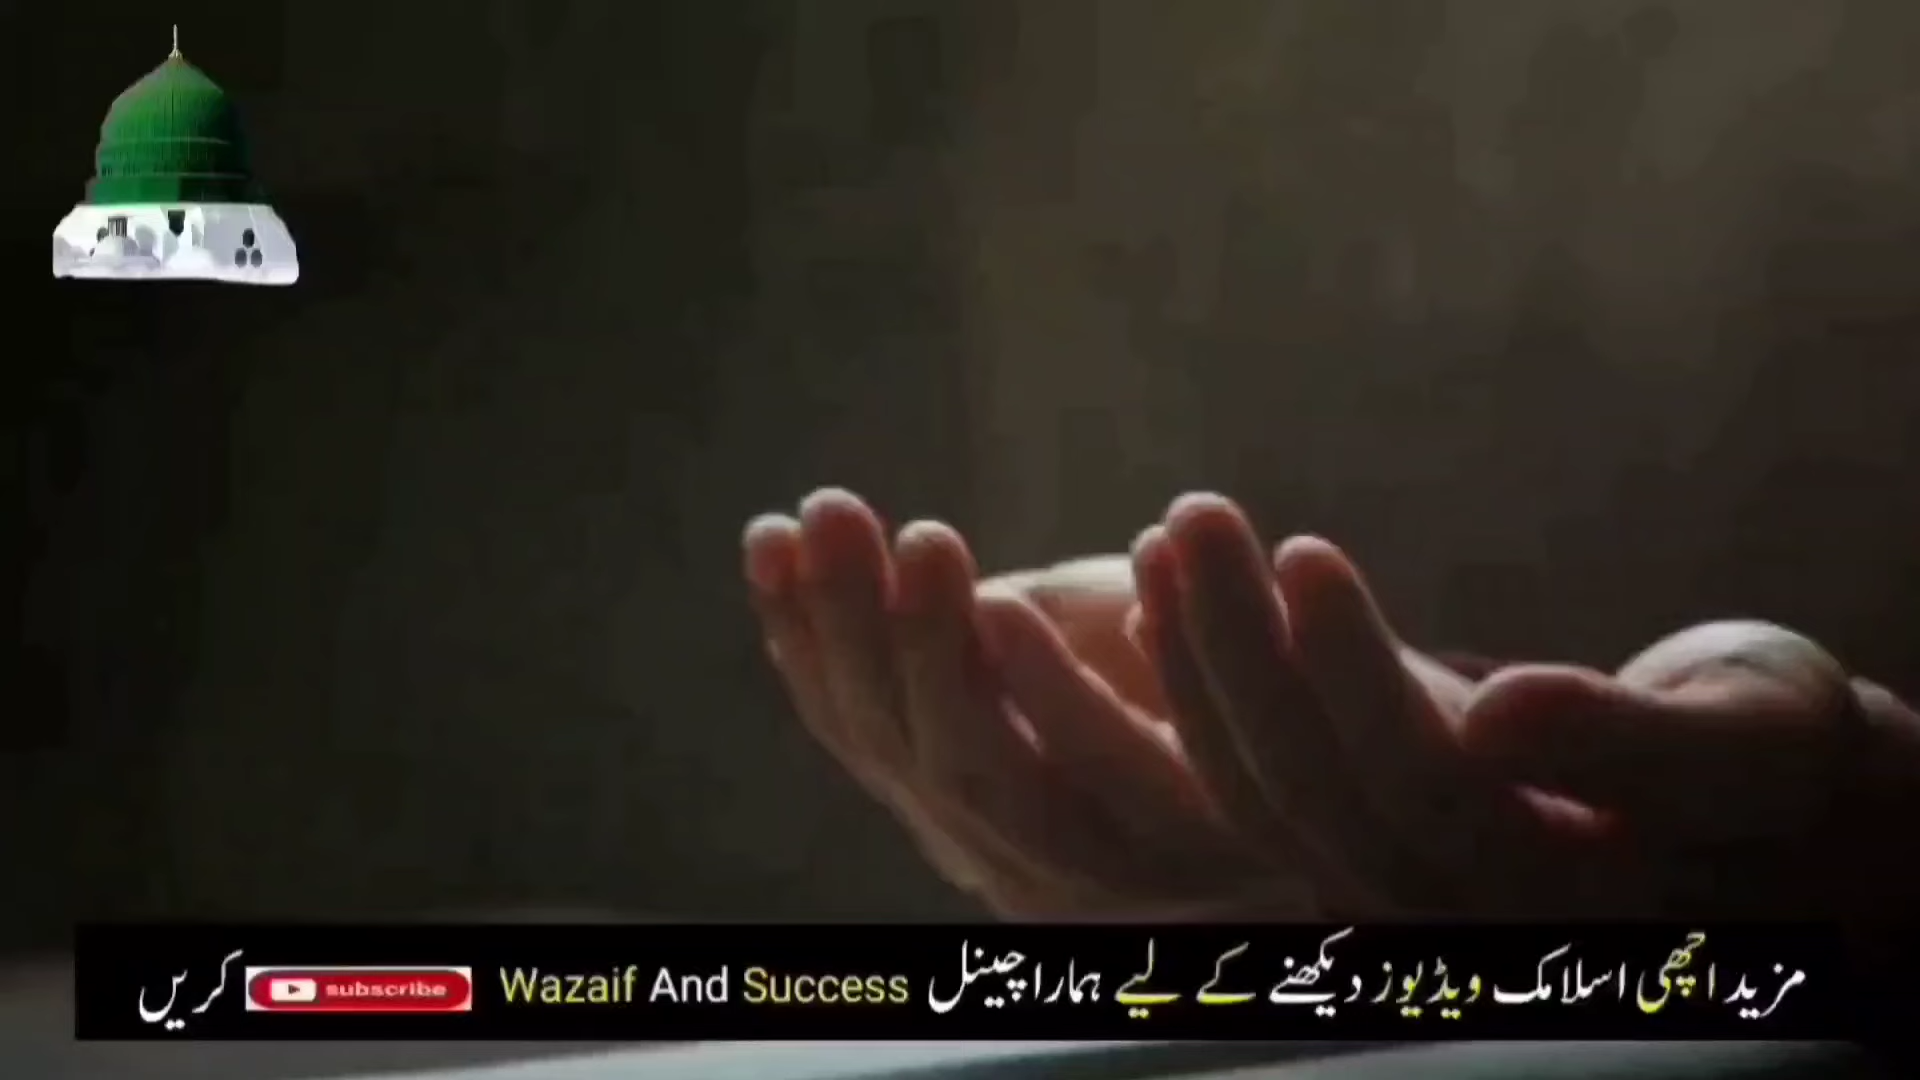 مزید اچھی اسلامک ویڈیوز دیکھنے کے لیے ہمارا چینل Wazaif And Success subscribe کریں